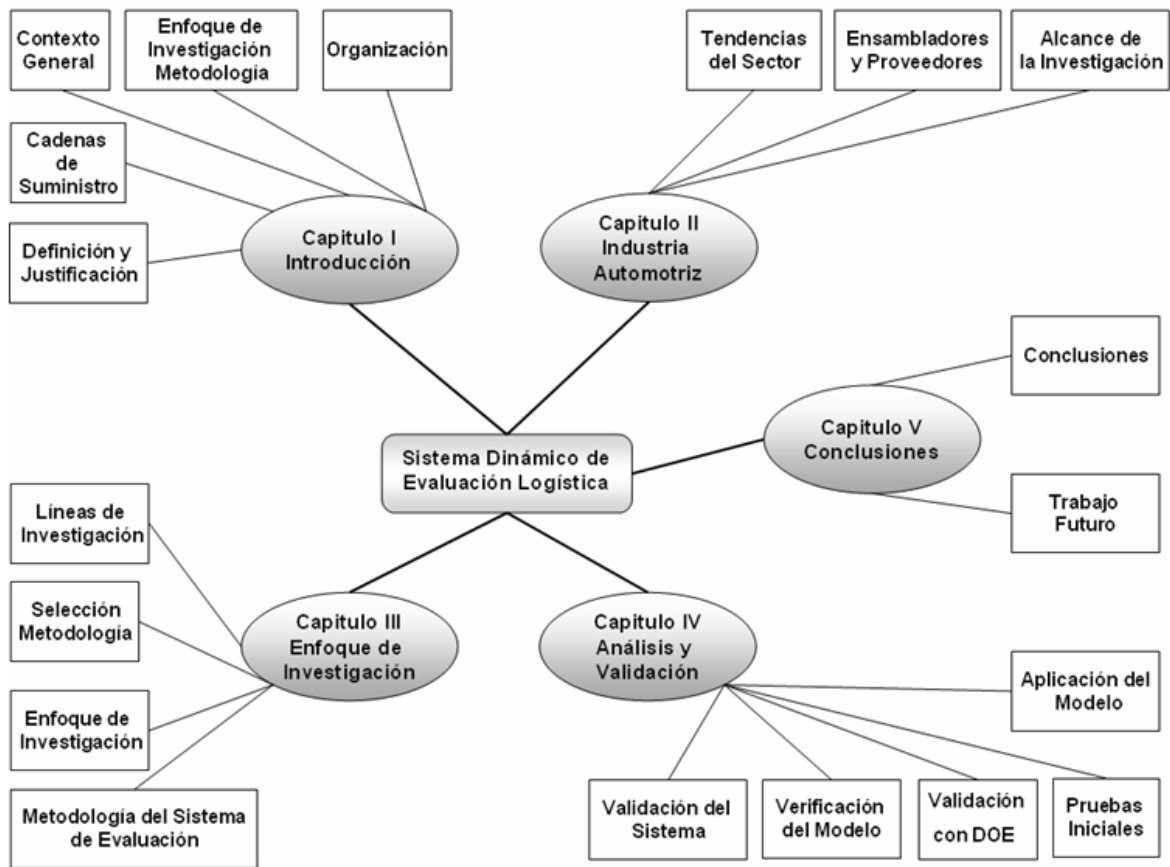 Contexto
General
Enfoque de
Investigación
Metodología
Organización
Tendencias
del Sector
Ensambladores
y Proveedores
Alcance de
la Investigación
Cadenas
de
Suministro
Definición y
Justificación
Capitulo I
Introducción
Capitulo II
Industria
Automotriz
Conclusiones
Capitulo V
Conclusiones
Sistema Dinámico de
Evaluación Logística
Trabajo
Futuro
Líneas de
Investigación
Selección
Metodología
Enfoque de
Investigación
Metodología del Sistema
de Evaluación
Capitulo III
Enfoque de
Investigación
Capitulo IV
Análisis y
Validación
Aplicación del
Modelo
Validación del
Sistema
Verificación
del Modelo
Validación
con DOE
Pruebas
Iniciales